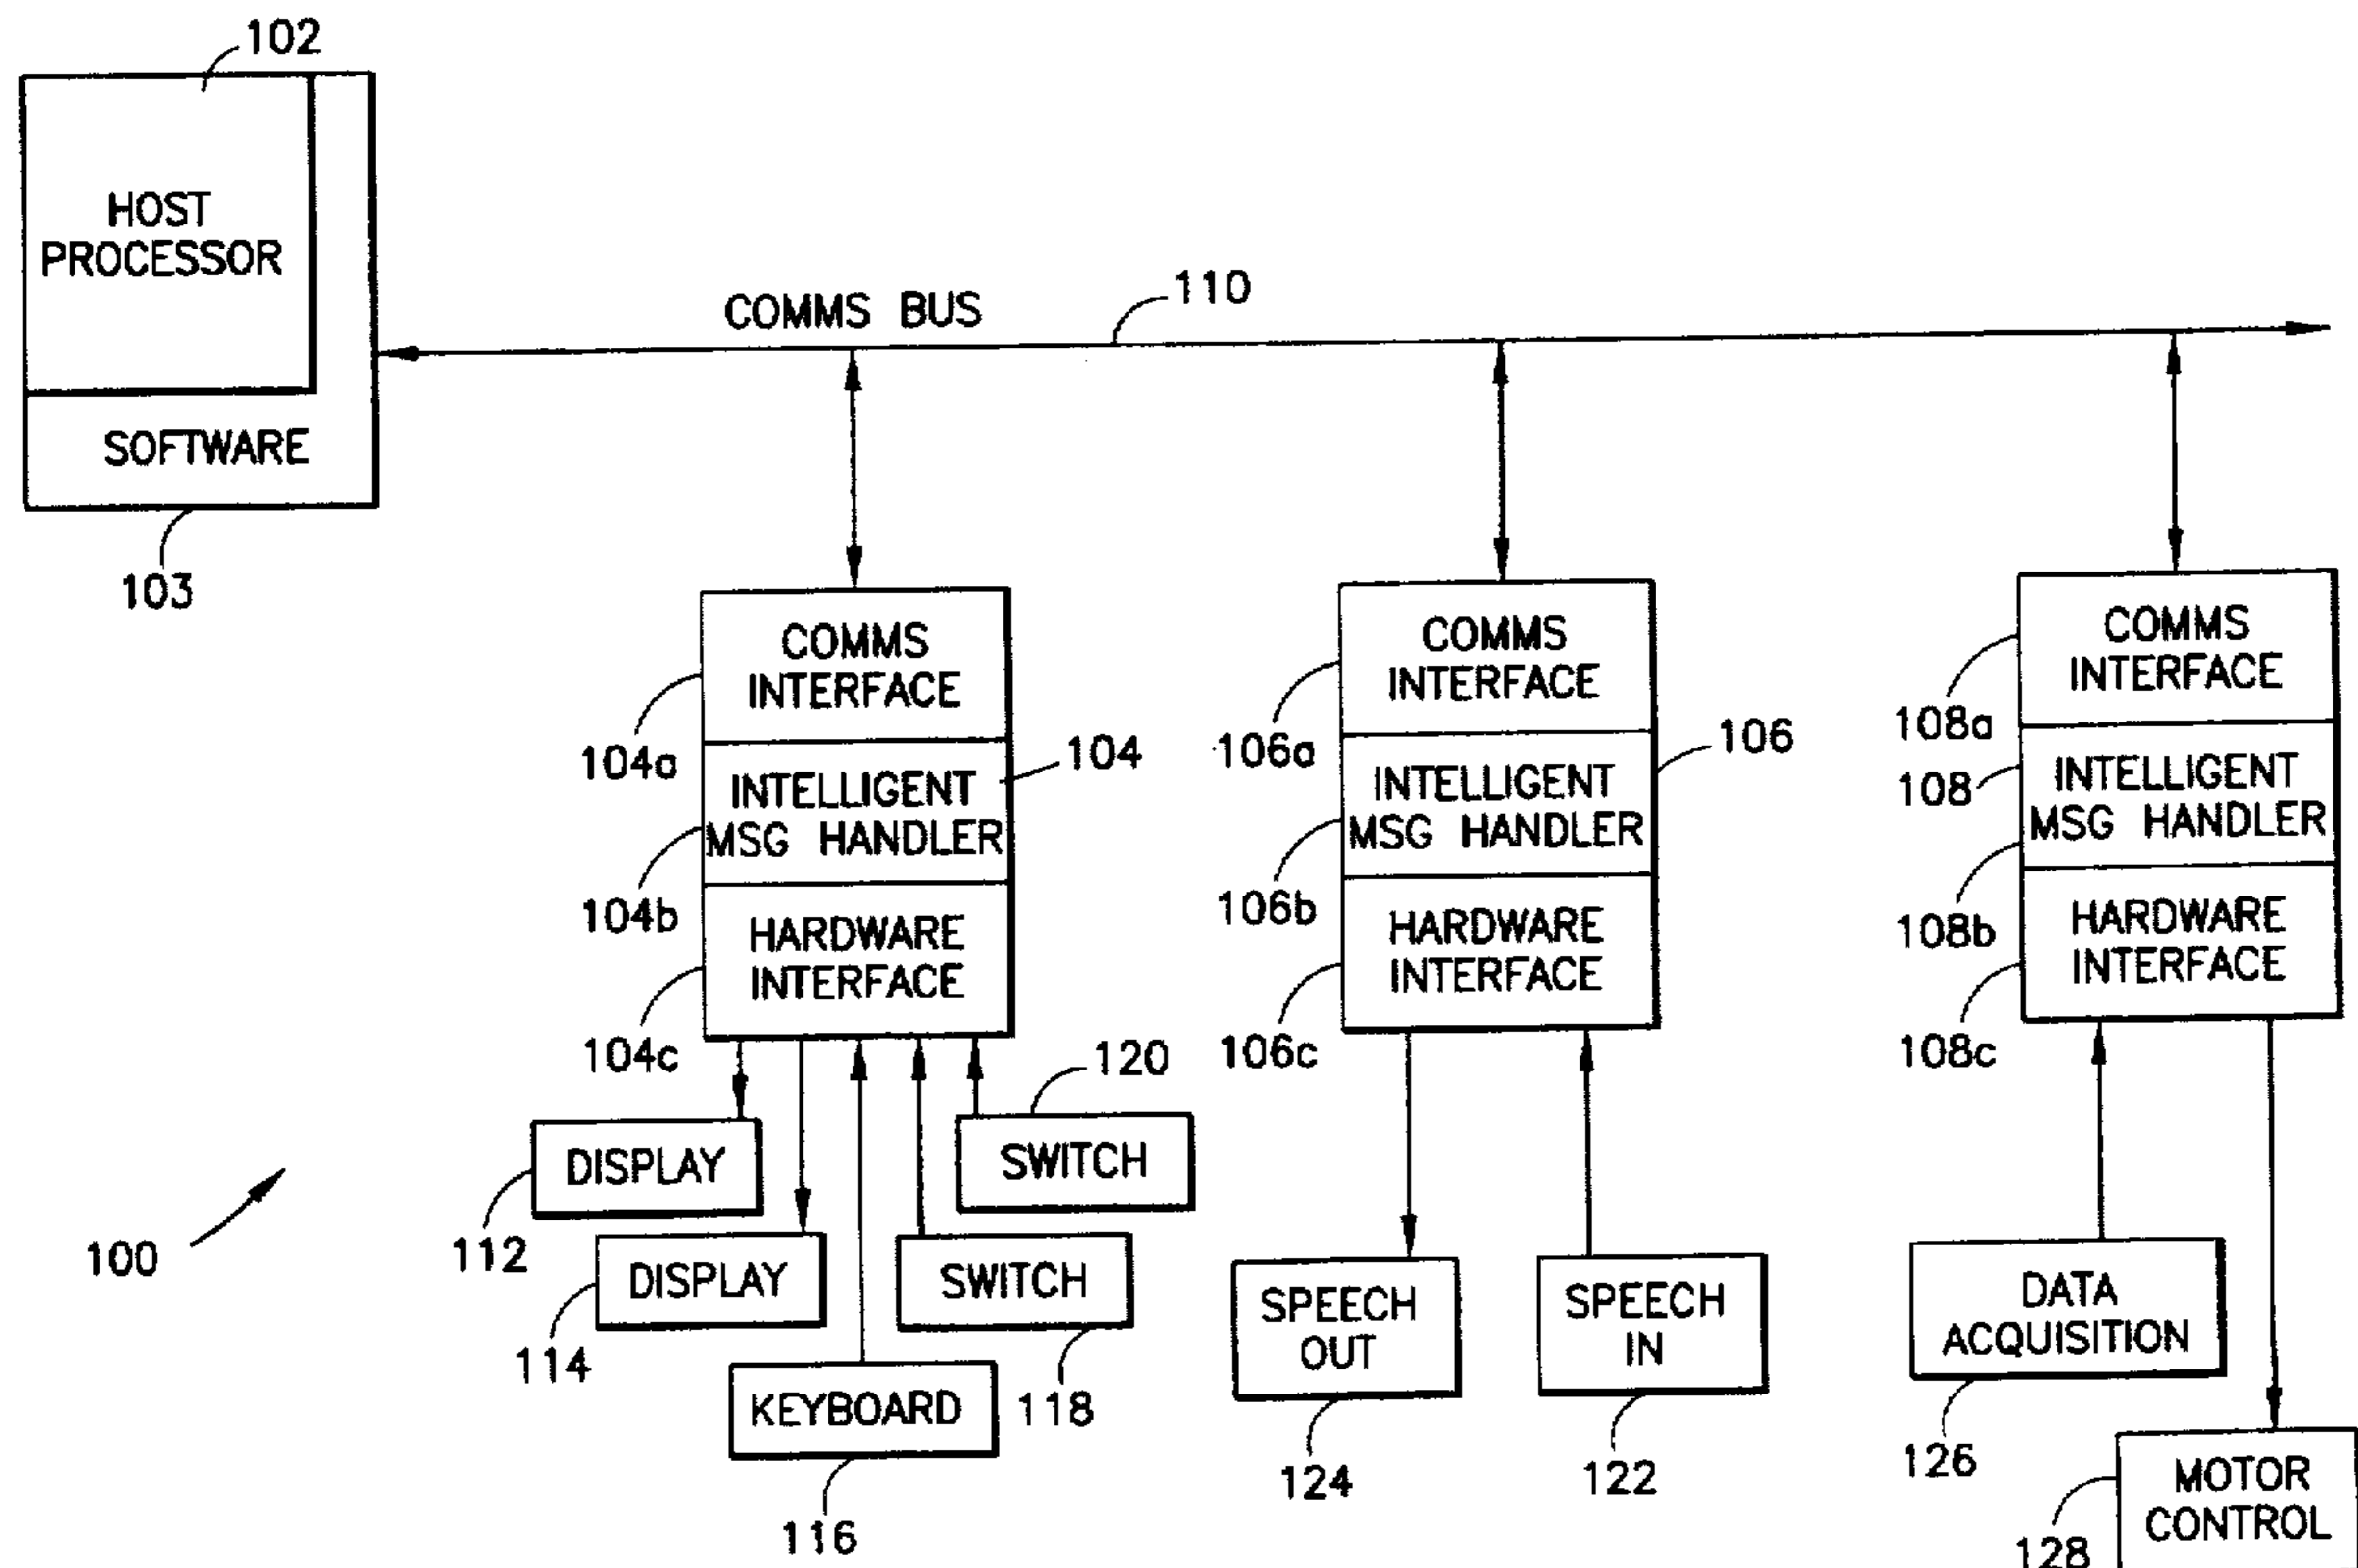 102
HOST
PROCESSOR
SOFTWARE
103
COMMS BUS
110
COMMS
INTERFACE
104a
INTELLIGENT
MSG HANDLER
104
104b
HARDWARE
INTERFACE
104c
COMMS
INTERFACE
106a
INTELLIGENT
MSG HANDLER
106
106b
HARDWARE
INTERFACE
106c
COMMS
INTERFACE
108a
INTELLIGENT
MSG HANDLER
108
108b
HARDWARE
INTERFACE
108c
120
DISPLAY
112
SWITCH
DISPLAY
114
SWITCH
118
KEYBOARD
116
SPEECH
OUT
124
SPEECH
IN
122
DATA
ACQUISITION
126
MOTOR
CONTROL
128
100